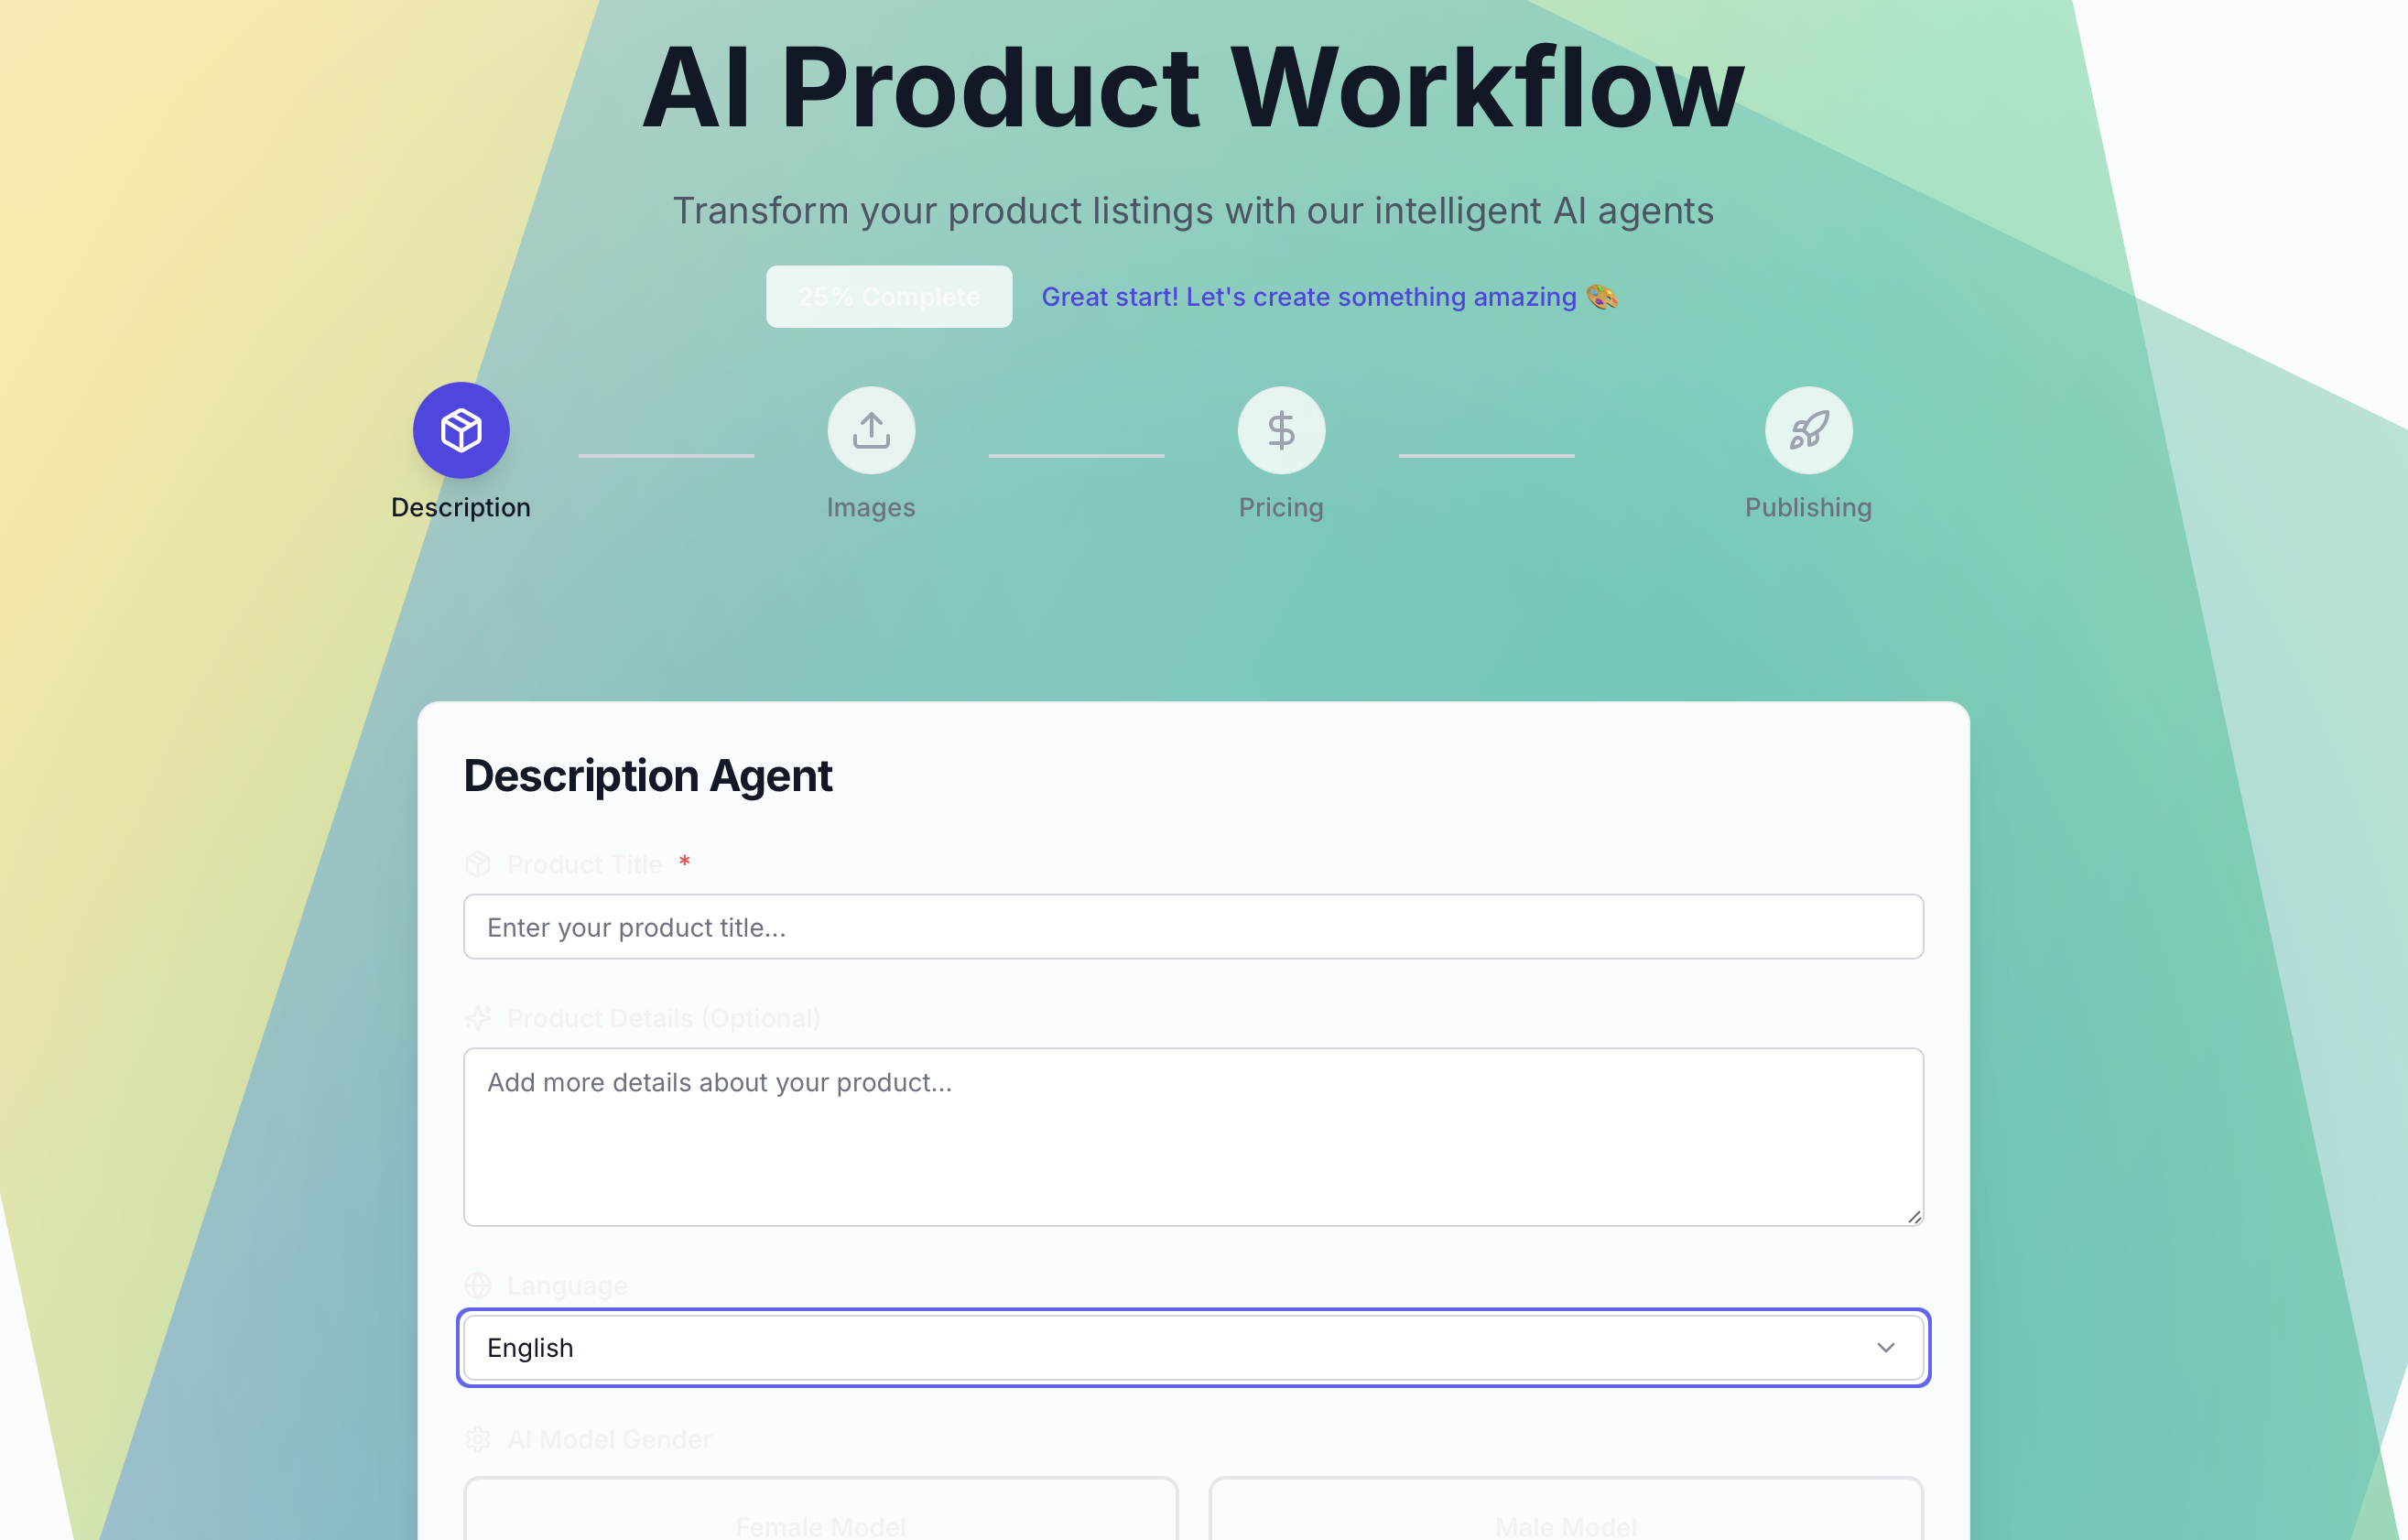 AI Product Workflow
Transform your product listings with our intelligent AI agents
25% Complete
Great start! Let's create something amazing 🎨
Description
Images
Pricing
Publishing
Description Agent
Product Title *
Enter your product title...
Product Details (Optional)
Add more details about your product...
Language
English
AI Model Gender
Female Model
Male Model